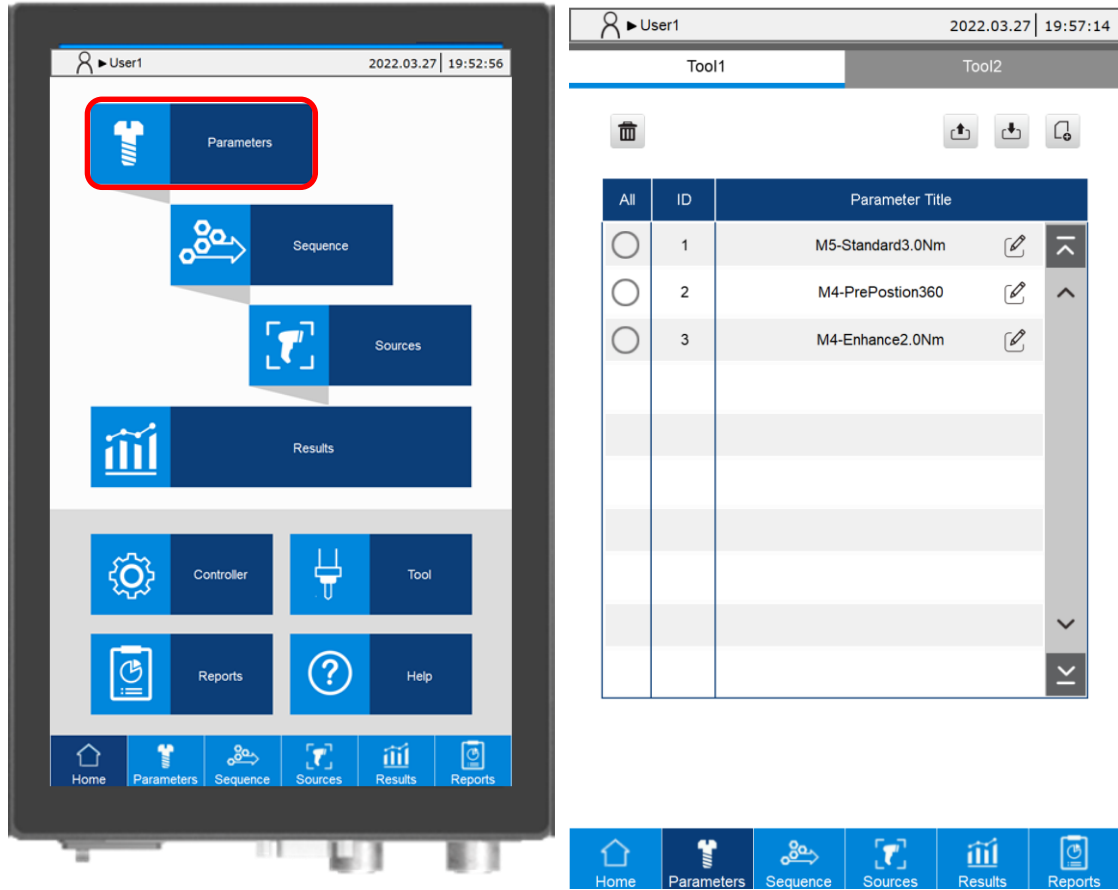 ►User1 2022.03.27 19:52:56
Parameters
Sequence
Sources
Results
Controller Tool
Reports Help
Home Parameters Sequence Sources Results Reports
►User1 2022.03.27 19:57:14
Tool1 Tool2
All ID Parameter Title
1 M5-Standard3.0Nm
2 M4-PrePostion360
3 M4-Enhance2.0Nm
Home Parameters Sequence Sources Results Reports